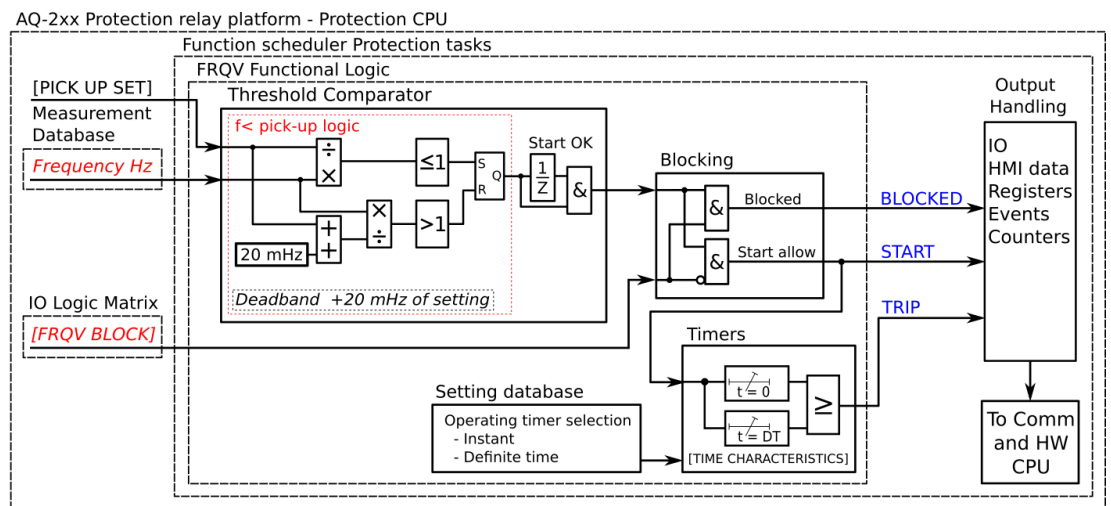 AQ-2xx Protection relay platform - Protection CPU
Function scheduler Protection tasks
FRQV Functional Logic
[PICK UP SET]
Measurement
Database
Frequency Hz
Threshold Comparator
f< pick-up logic
÷
×
≤1
S
Q
R
Start OK
1
Z
&
×
÷
>1
+
+
20 mHz
Deadband +20 mHz of setting
IO Logic Matrix
[FRQV BLOCK]
Blocking
&
Blocked
&
Start allow
BLOCKED
START
TRIP
Output
Handling
IO
HMI data
Registers
Events
Counters
To Comm
and HW
CPU
Timers
t = 0
t = DT
≥
[TIME CHARACTERISTICS]
Setting database
Operating timer selection
- Instant
- Definite time